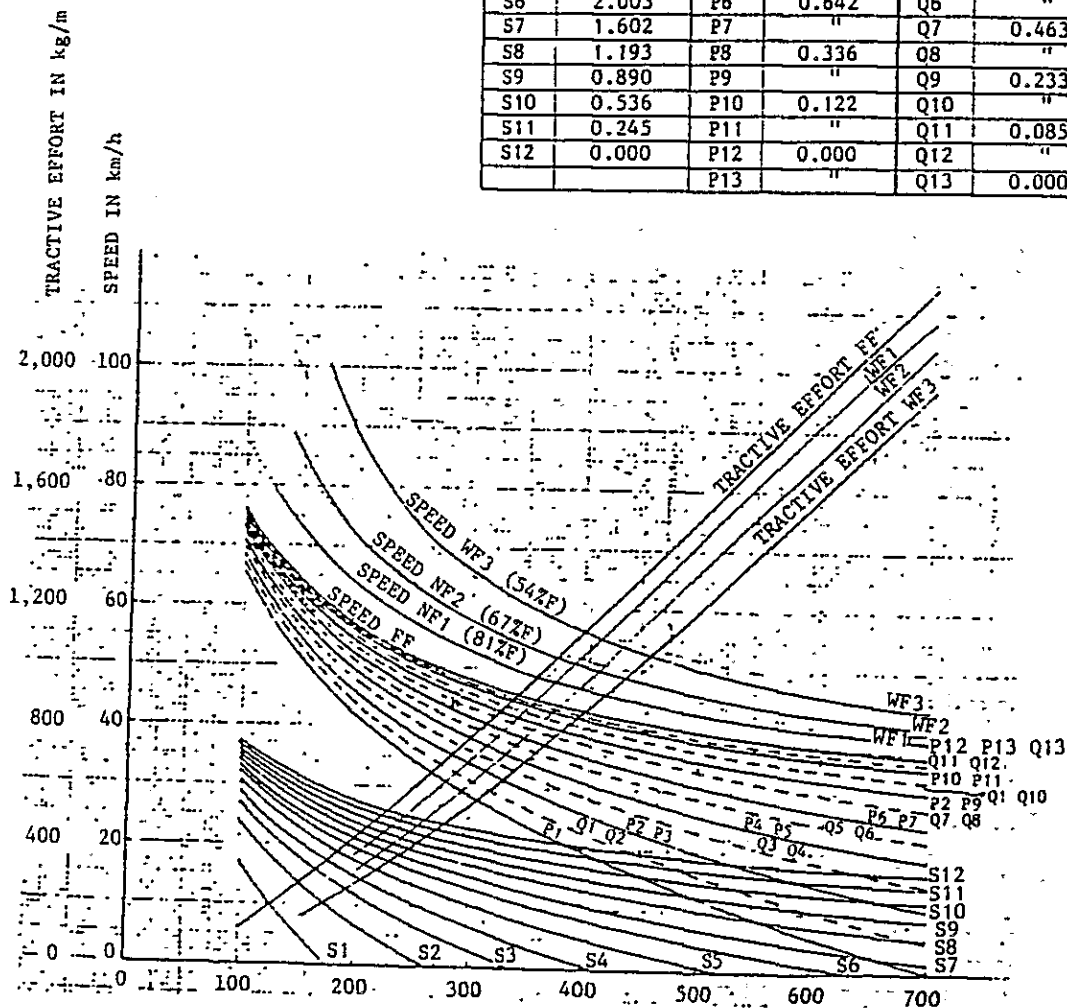 TRACTIVE EFFORT IN kg/m
SPEED IN km/h
S6 2.003 P6 0.642 Q6 "
S7 1.602 P7 " Q7 0.463
S8 1.193 P8 0.336 Q8 "
S9 0.890 P9 " Q9 0.233
S10 0.536 P10 0.122 Q10 "
S11 0.245 P11 " Q11 0.085
S12 0.000 P12 0.000 Q12 "
P13 " Q13 0.000
2,000 100
1,600 80
1,200 60
800 40
400 20
0 0
0 100 200 300 400 500 600 700
TRACTIVE EFFORT FF
WF1
WF2
TRACTIVE EFFORT WF3
SPEED WF3 (54%F)
SPEED NF2 (67%F)
SPEED NF1 (81%F)
SPEED FF
WF3
WF2
WF1 P12 P13 Q13
Q11 Q12
P10 P11
Q1 Q10
P2 P9
Q7 Q8
P6 P7
Q5 Q6
P4 P5
Q3 Q4
P2 P3
Q1 Q2
P1
S12
S11
S10
S9
S8
S7
S1 S2 S3 S4 S5 S6